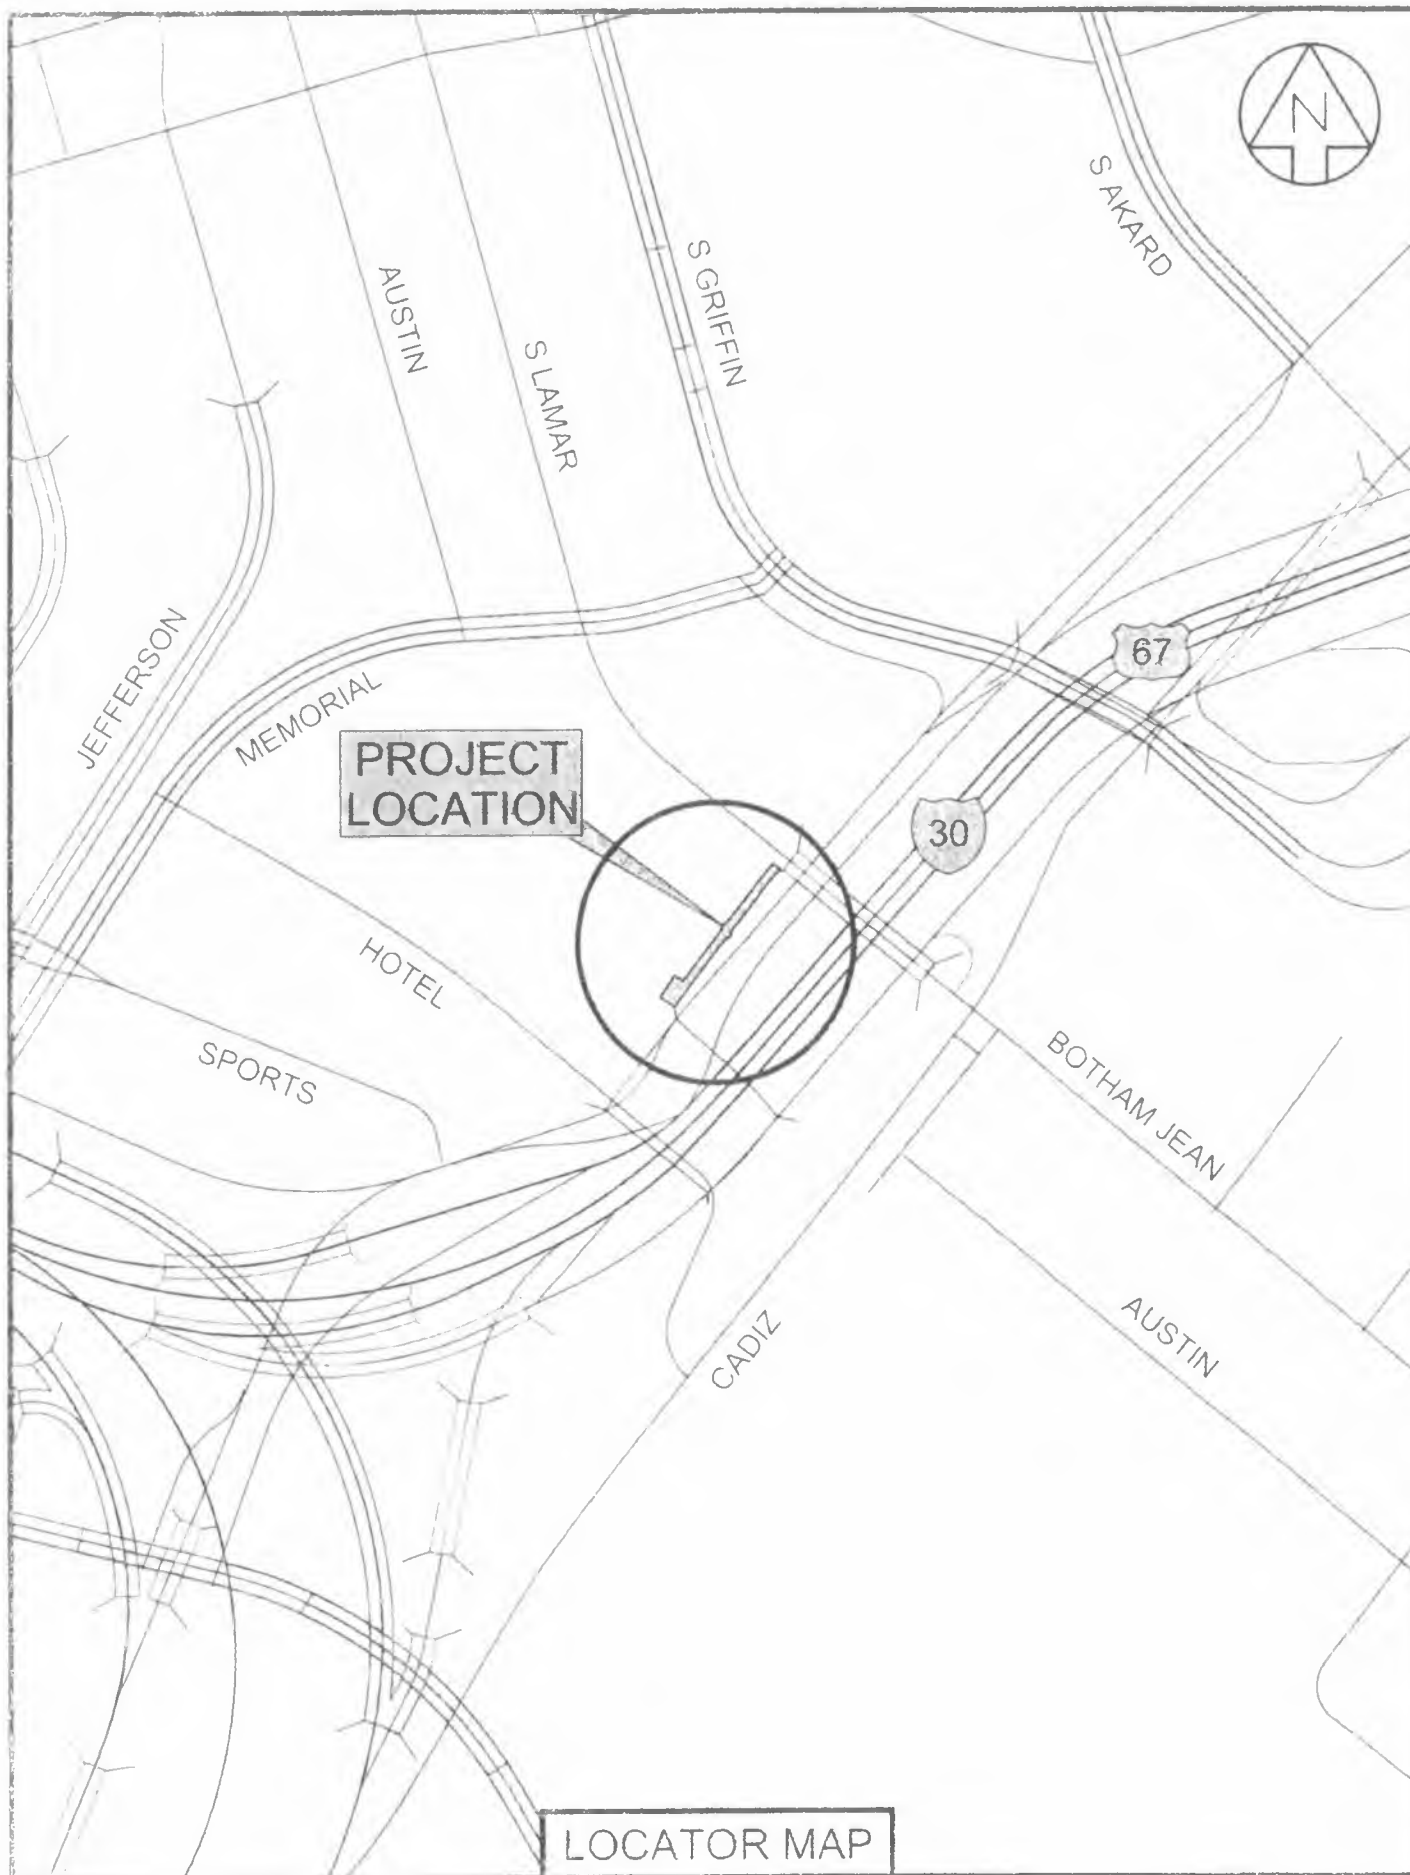 N
S AKARD
S GRIFFIN
AUSTIN
S LAMAR
JEFFERSON
MEMORIAL
67
PROJECT
LOCATION
30
HOTEL
SPORTS
BOTHAM JEAN
AUSTIN
CADIZ
LOCATOR MAP